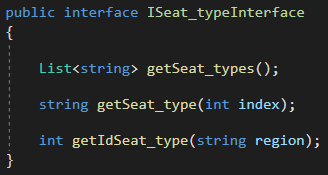 public interface ISeat_typeInterface
{
List<string> getSeat_types();
string getSeat_type(int index);
int getIdSeat_type(string region);
}